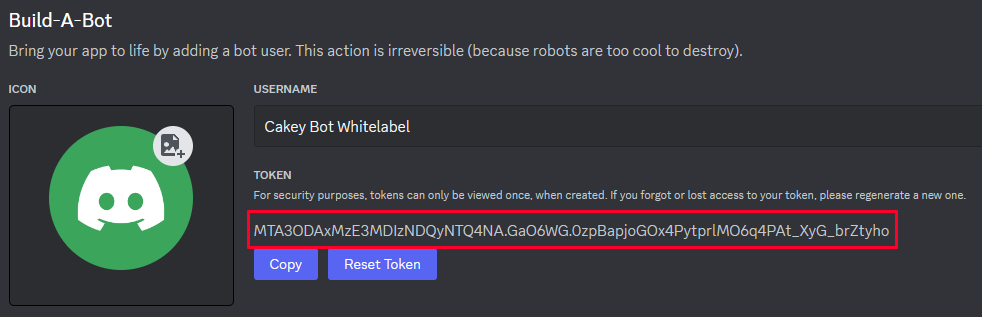 Build-A-Bot
Bring your app to life by adding a bot user. This action is irreversible (because robots are too cool to destroy).
ICON
USERNAME
Cakey Bot Whitelabel
TOKEN
For security purposes, tokens can only be viewed once, when created. If you forgot or lost access to your token, please regenerate a new one.
MTA3ODAxMzE3MDIzNDQyNTQ4NA.GaO6WG.0zpBapjoGOx4PytprlMO6q4PAt_XyG_brZtyho
Copy
Reset Token